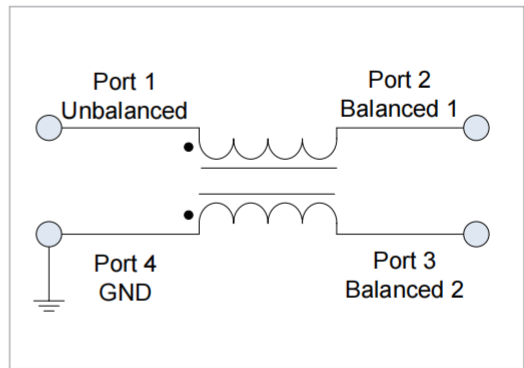 Port 1
Unbalanced
Port 2
Balanced 1
Port 4
GND
Port 3
Balanced 2